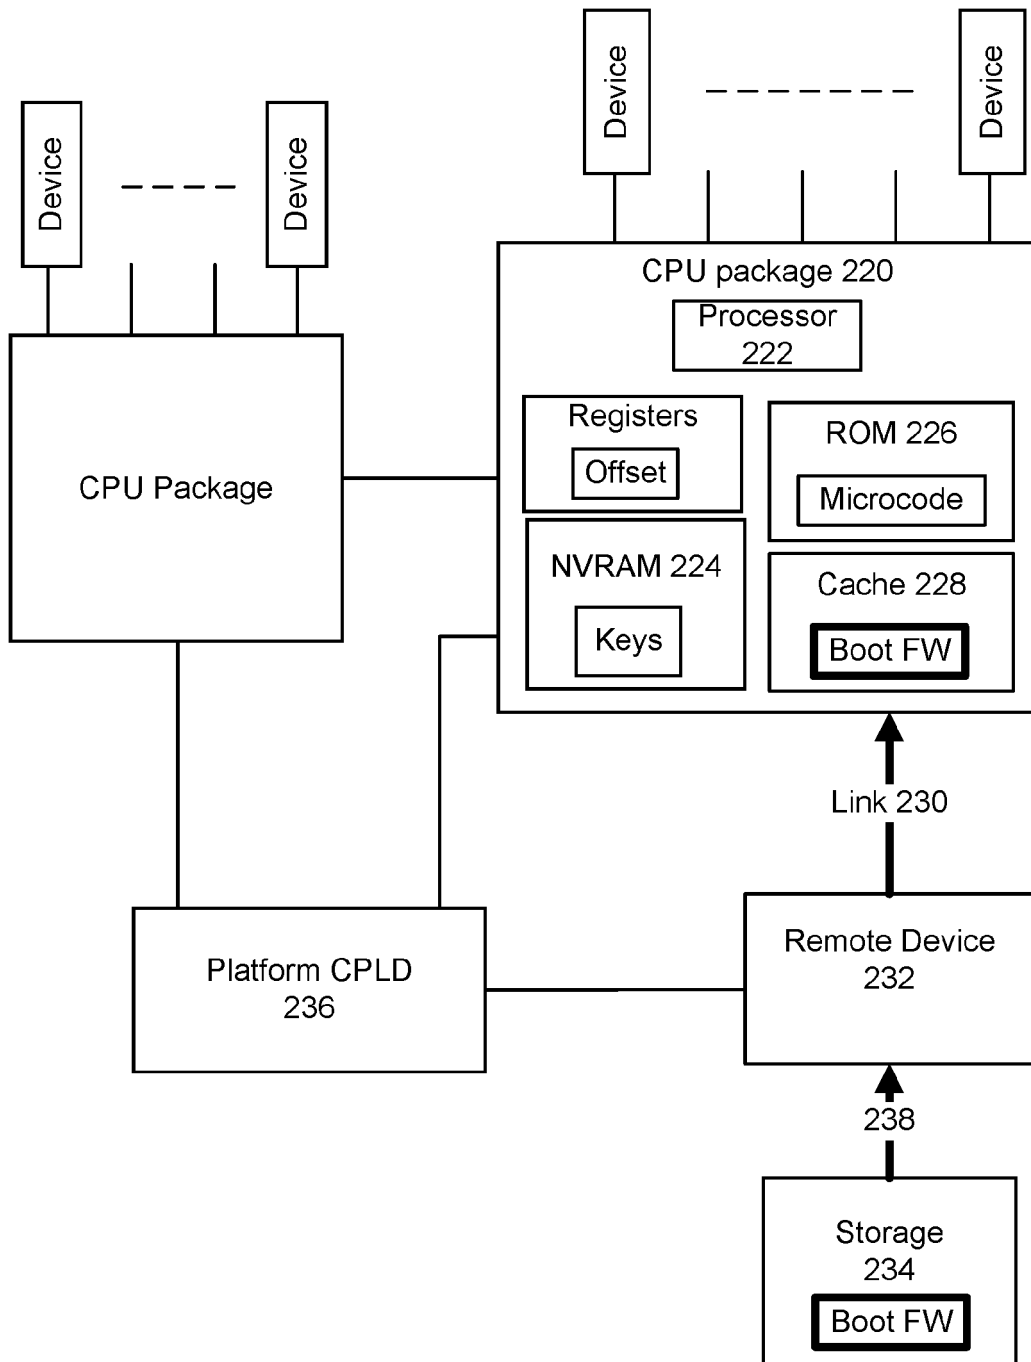 Device
Device
Device
Device
CPU package 220
Processor
222
Registers
Offset
ROM 226
Microcode
CPU Package
NVRAM 224
Keys
Cache 228
Boot FW
Link 230
Remote Device
232
Platform CPLD
236
238
Storage
234
Boot FW